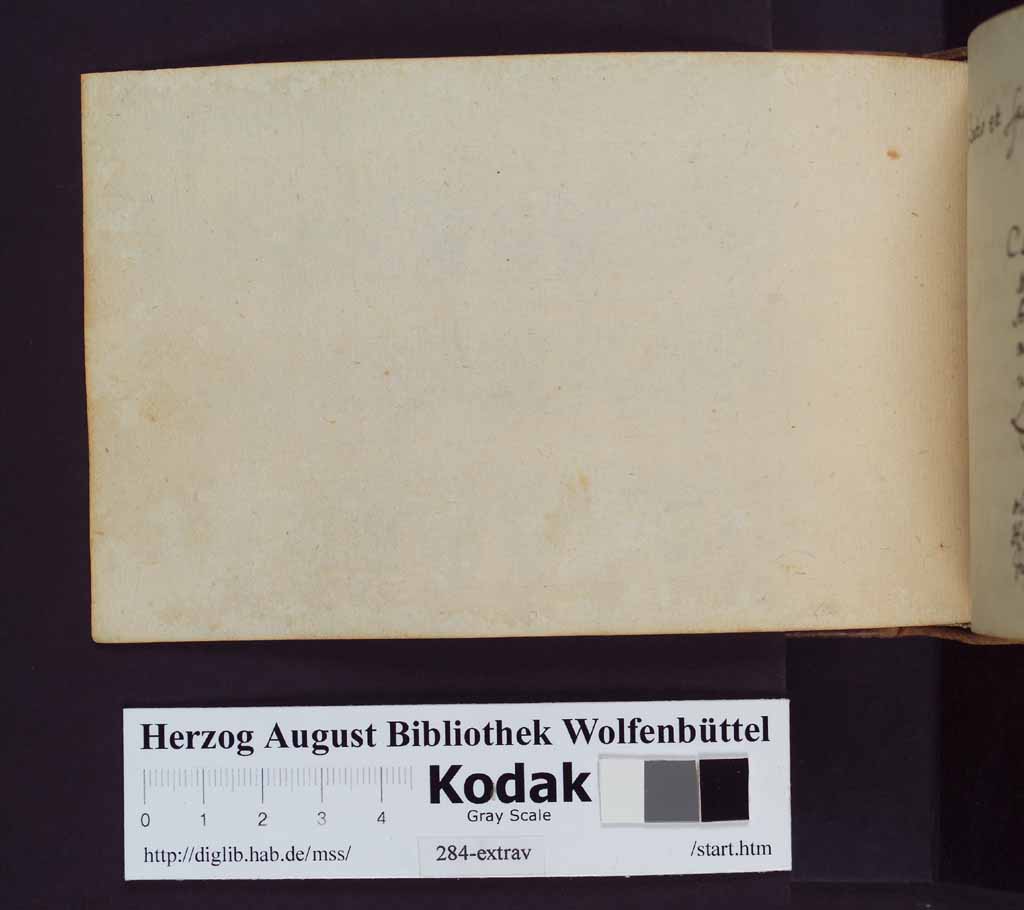 Herzog August Bibliothek Wolfenbüttel
Kodak
Gray Scale
0 1 2 3 4
http://diglib.hab.de/mss/ 284-extrav /start.htm
et